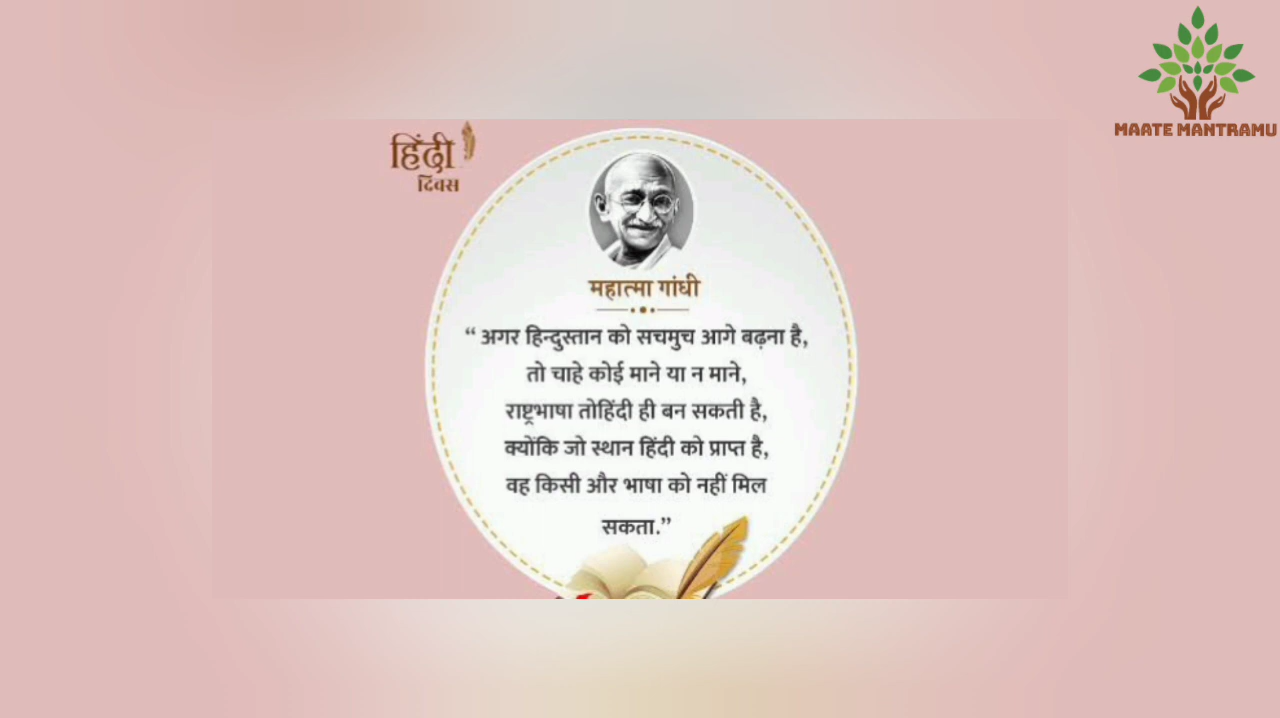 MAATE MANTRAMU
हिंदी
दिवस
महात्मा गांधी
“ अगर हिन्दुस्तान को सचमुच आगे बढ़ना है,
तो चाहे कोई माने या न माने,
राष्ट्रभाषा तोहिंदी ही बन सकती है,
क्योंकि जो स्थान हिंदी को प्राप्त है,
वह किसी और भाषा को नहीं मिल
सकता.”